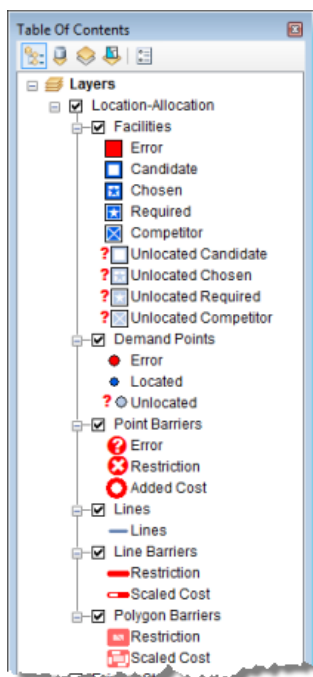 Table Of Contents
Layers
Location-Allocation
Facilities
Error
Candidate
Chosen
Required
Competitor
?Unlocated Candidate
?Unlocated Chosen
?Unlocated Required
?Unlocated Competitor
Demand Points
Error
Located
?Unlocated
Point Barriers
?Error
Restriction
Added Cost
Lines
Lines
Line Barriers
Restriction
Scaled Cost
Polygon Barriers
Restriction
Scaled Cost